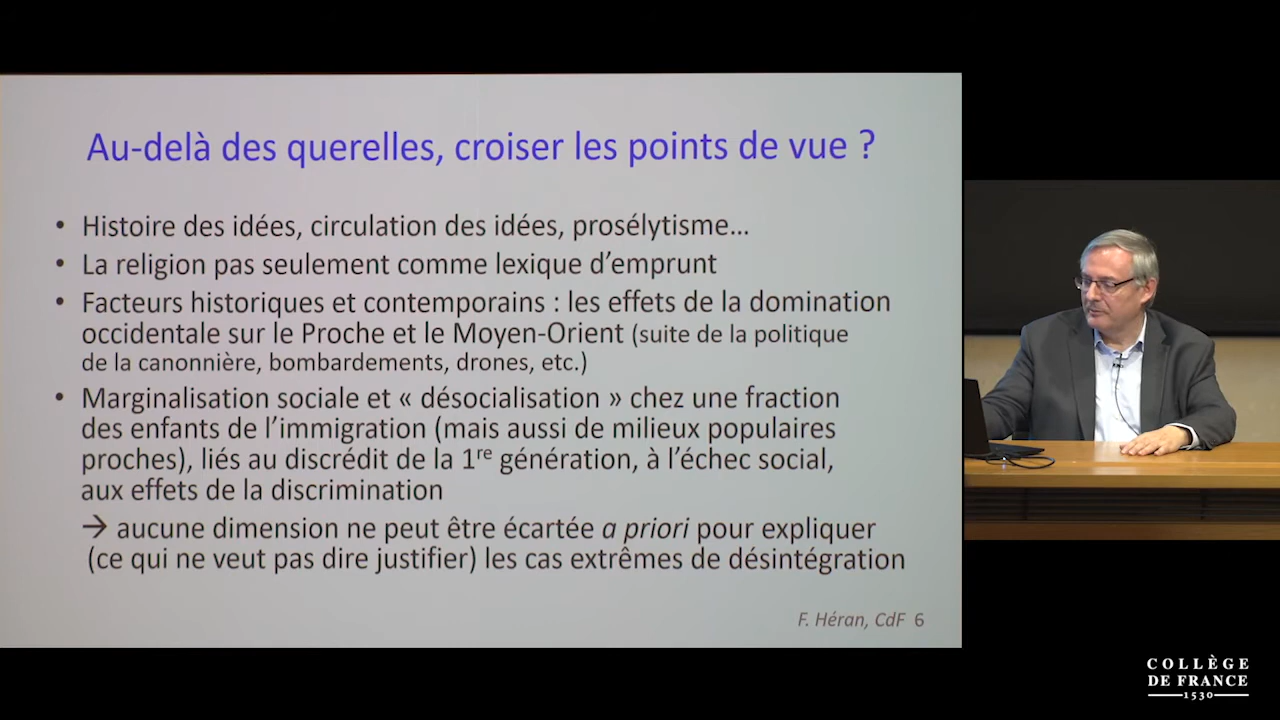 Au-delà des querelles, croiser les points de vue ?
• Histoire des idées, circulation des idées, prosélytisme…
• La religion pas seulement comme lexique d’emprunt
• Facteurs historiques et contemporains : les effets de la domination
occidentale sur le Proche et le Moyen-Orient (suite de la politique
de la canonnière, bombardements, drones, etc.)
• Marginalisation sociale et « désocialisation » chez une fraction
des enfants de l’immigration (mais aussi de milieux populaires
proches), liés au discrédit de la 1re génération, à l’échec social,
aux effets de la discrimination
→ aucune dimension ne peut être écartée a priori pour expliquer
(ce qui ne veut pas dire justifier) les cas extrêmes de désintégration
F. Héran, CdF 6
COLLÈGE
DE FRANCE
1530